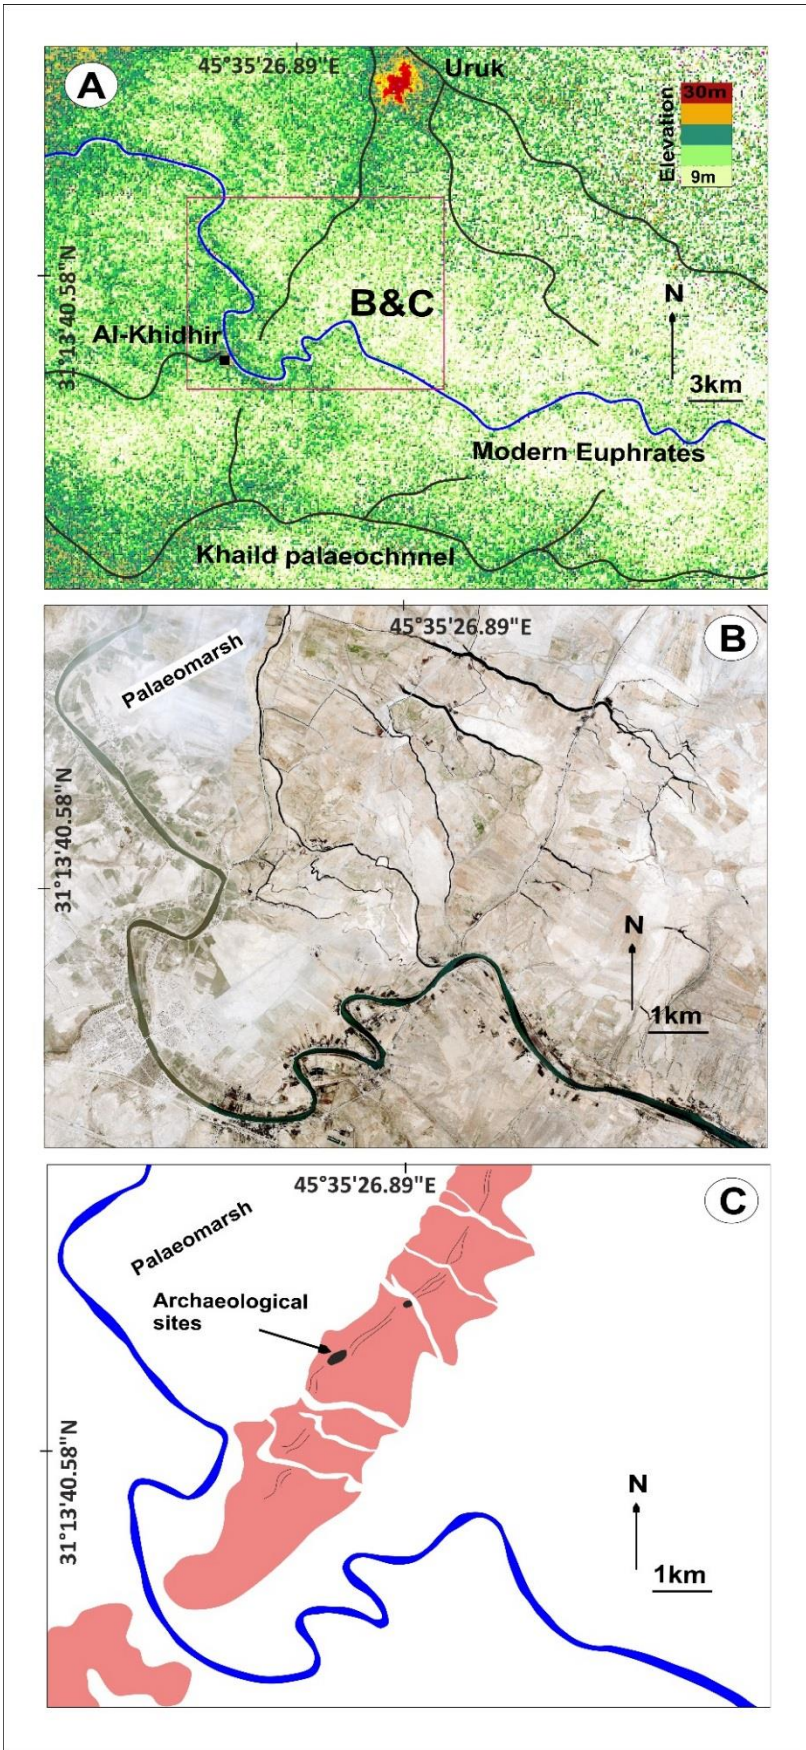 A
45°35'26.89"E
Uruk
30m
Elevation
9m
31°13'40.58"N
B&C
N
Al-Khidhir
3km
Modern Euphrates
Khaild palaeochnnel
45°35'26.89"E
B
Palaeomarsh
31°13'40.58"N
N
1km
45°35'26.89"E
C
Palaeomarsh
Archaeological
sites
31°13'40.58"N
N
1km